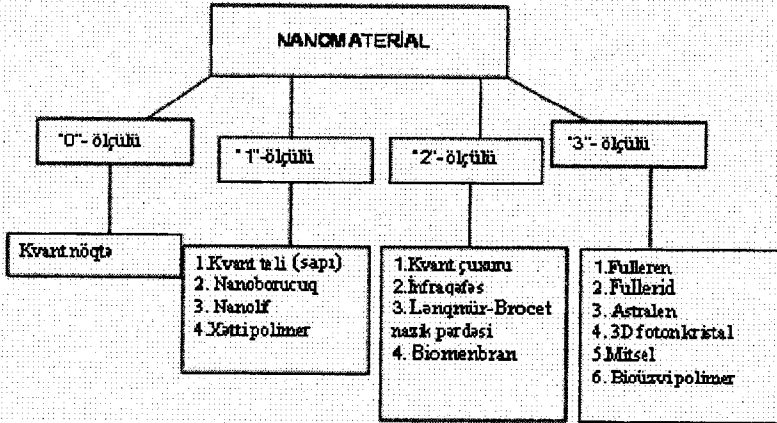 NANOMATERİAL
"0"- ölçülü
"1"-ölçülü
"2"-ölçülü
"3"- ölçülü
Kvant nöqtə
1.Kvant teli (sapı)
2. Nanoborucuq
3. Nanolif
4.Xətti polimer
1.Kvant çuxuru
2.İnfraqəfəs
3. Lənqmür-Brocet
nazik pərdəsi
4. Biomenbran
1.Fulleren
2.Fullerid
3. Astralen
4.3D fotonkristal
5.Mitsel
6. Bioüzvi polimer